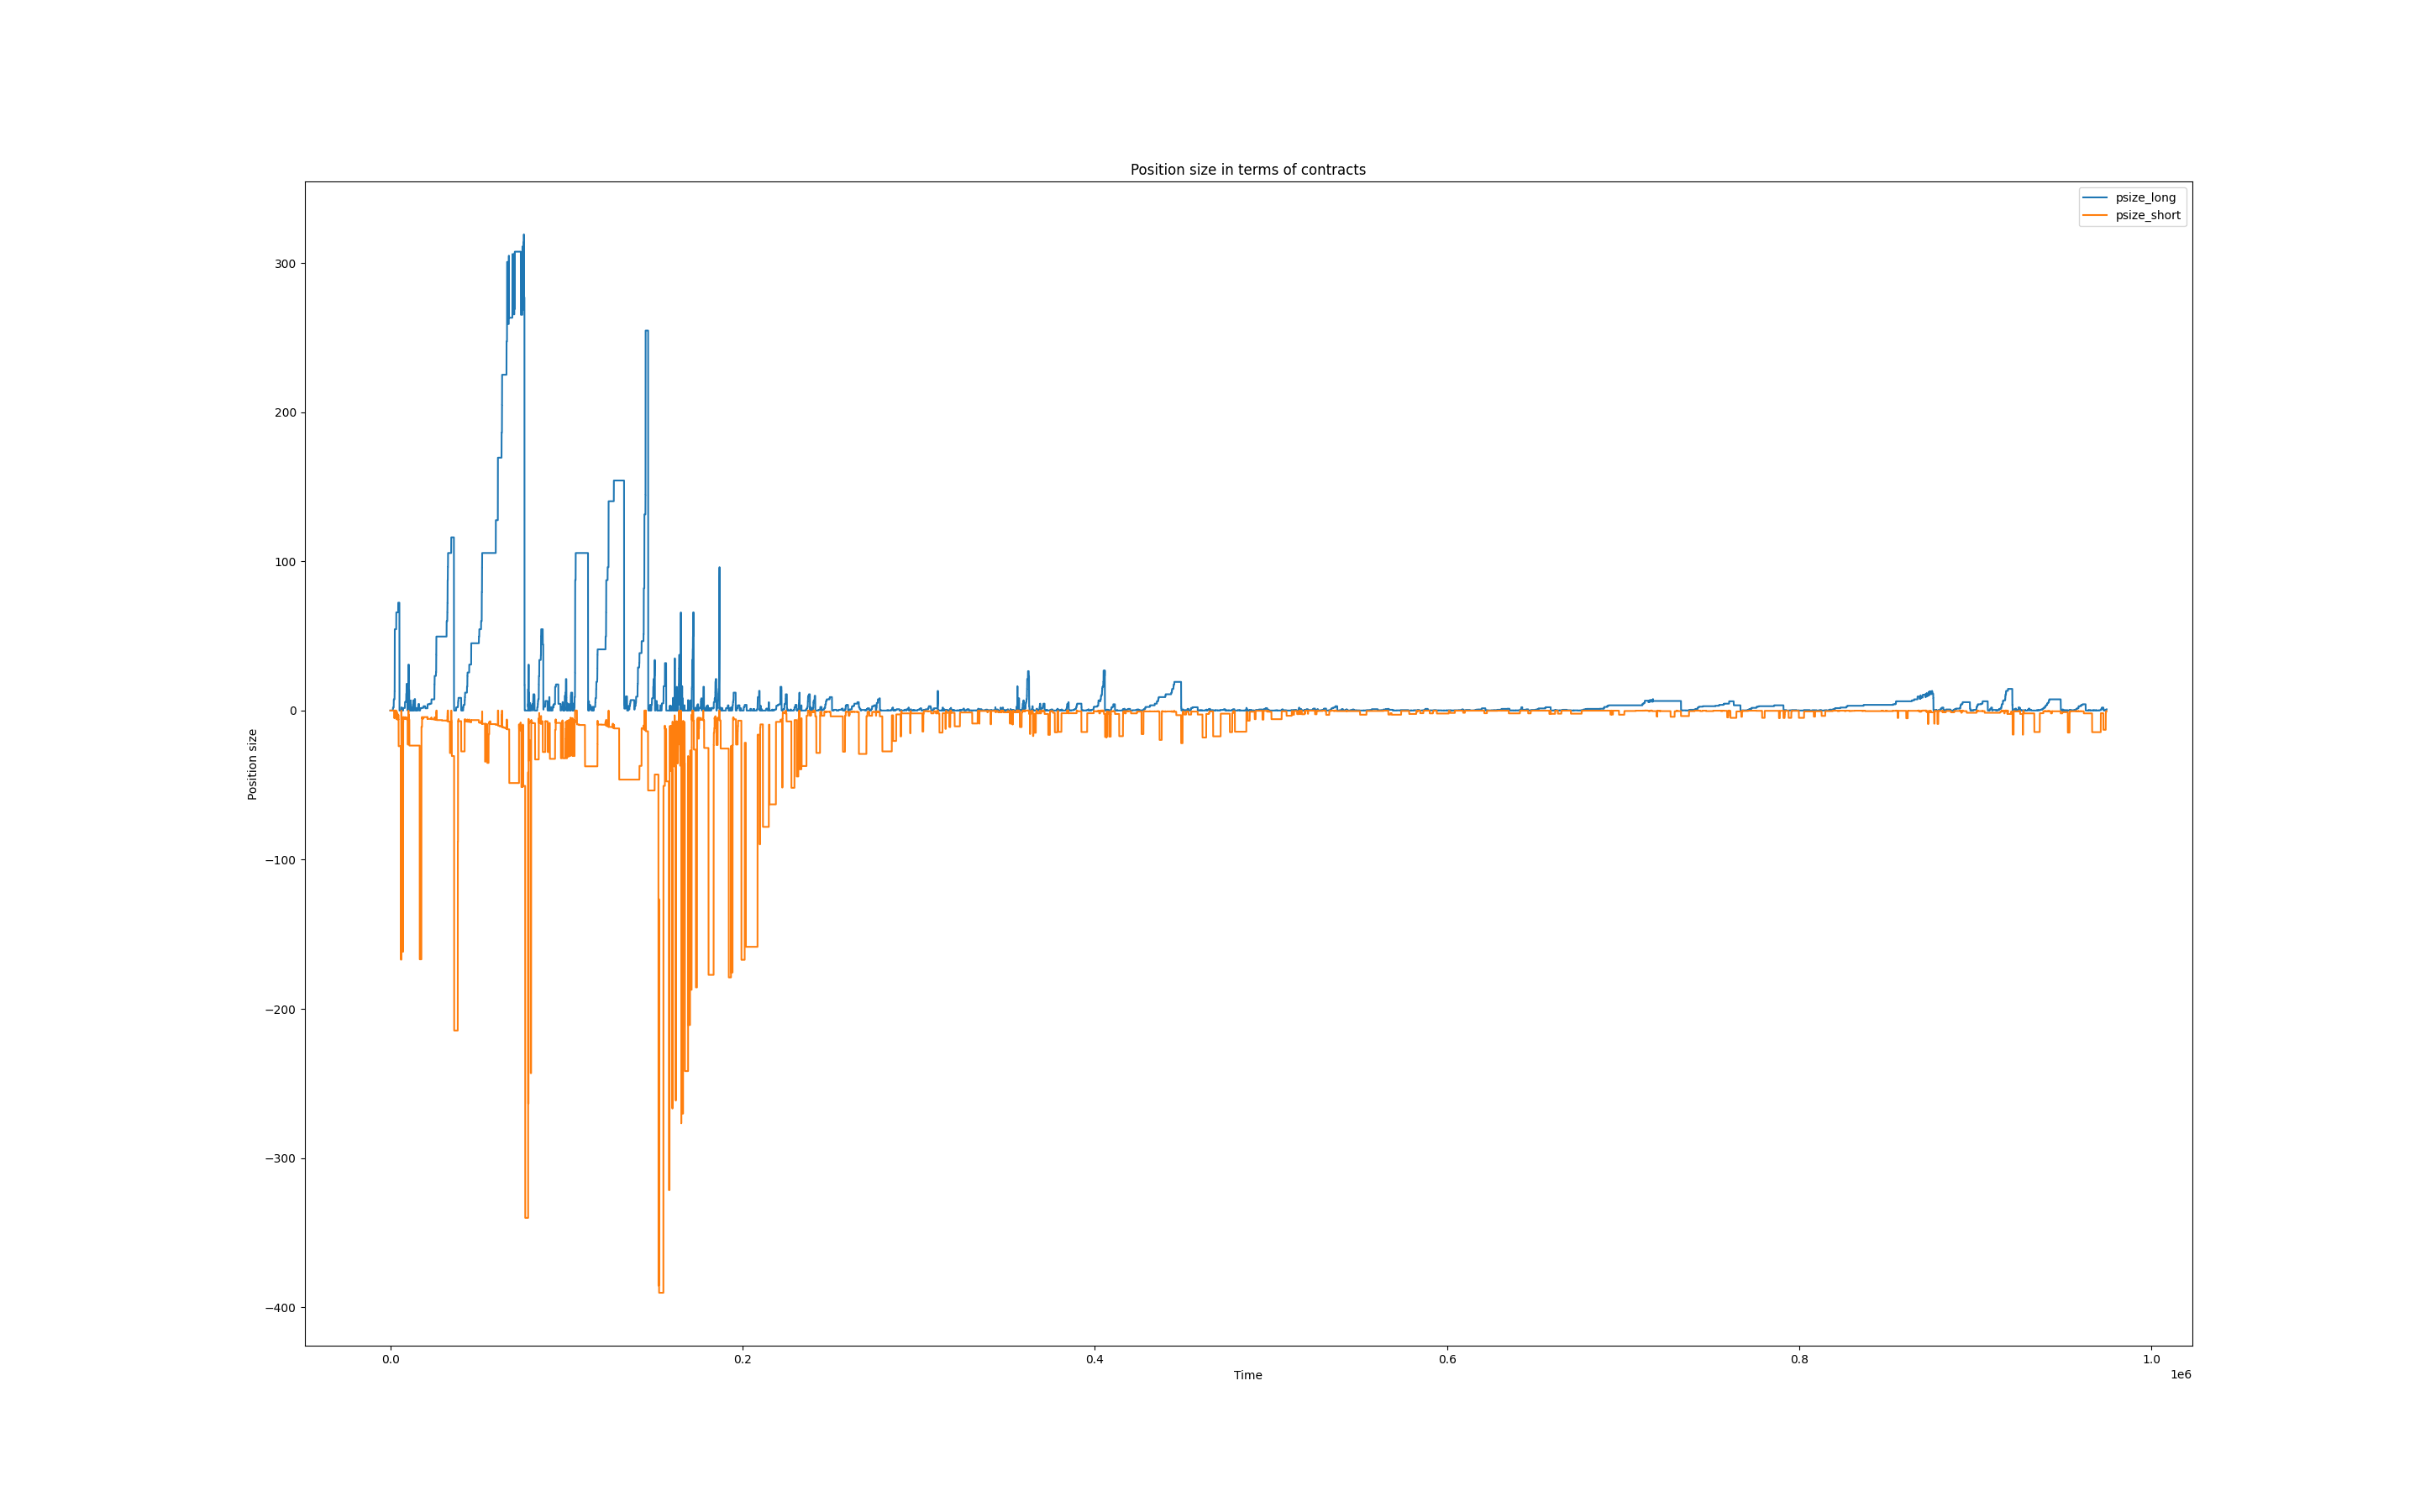 Position size in terms of contracts
psize_long
psize_short
300
200
100
0
−100
−200
−300
−400
Position size
0.0
0.2
0.4
0.6
0.8
1.0
Time
1e6